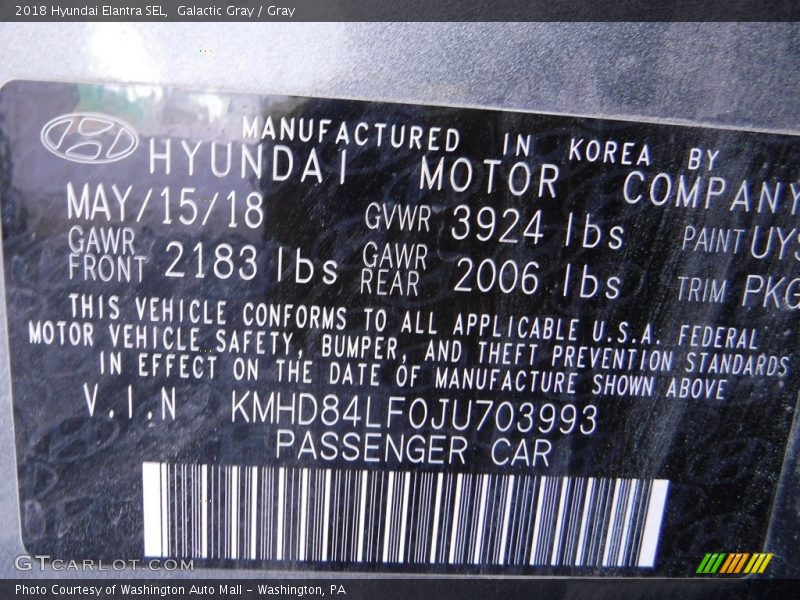 2018 Hyundai Elantra SEL, Galactic Gray / Gray
MANUFACTURED IN KOREA BY
HYUNDAI MOTOR COMPANY
MAY/15/18 GVWR 3924 lbs PAINT UYS
GAWR FRONT 2183 lbs GAWR REAR 2006 lbs TRIM PKG
THIS VEHICLE CONFORMS TO ALL APPLICABLE U.S.A. FEDERAL
MOTOR VEHICLE SAFETY, BUMPER, AND THEFT PREVENTION STANDARDS
IN EFFECT ON THE DATE OF MANUFACTURE SHOWN ABOVE
V.I.N KMHD84LF0JU703993
PASSENGER CAR
GTcarlot.com
Photo Courtesy of Washington Auto Mall - Washington, PA